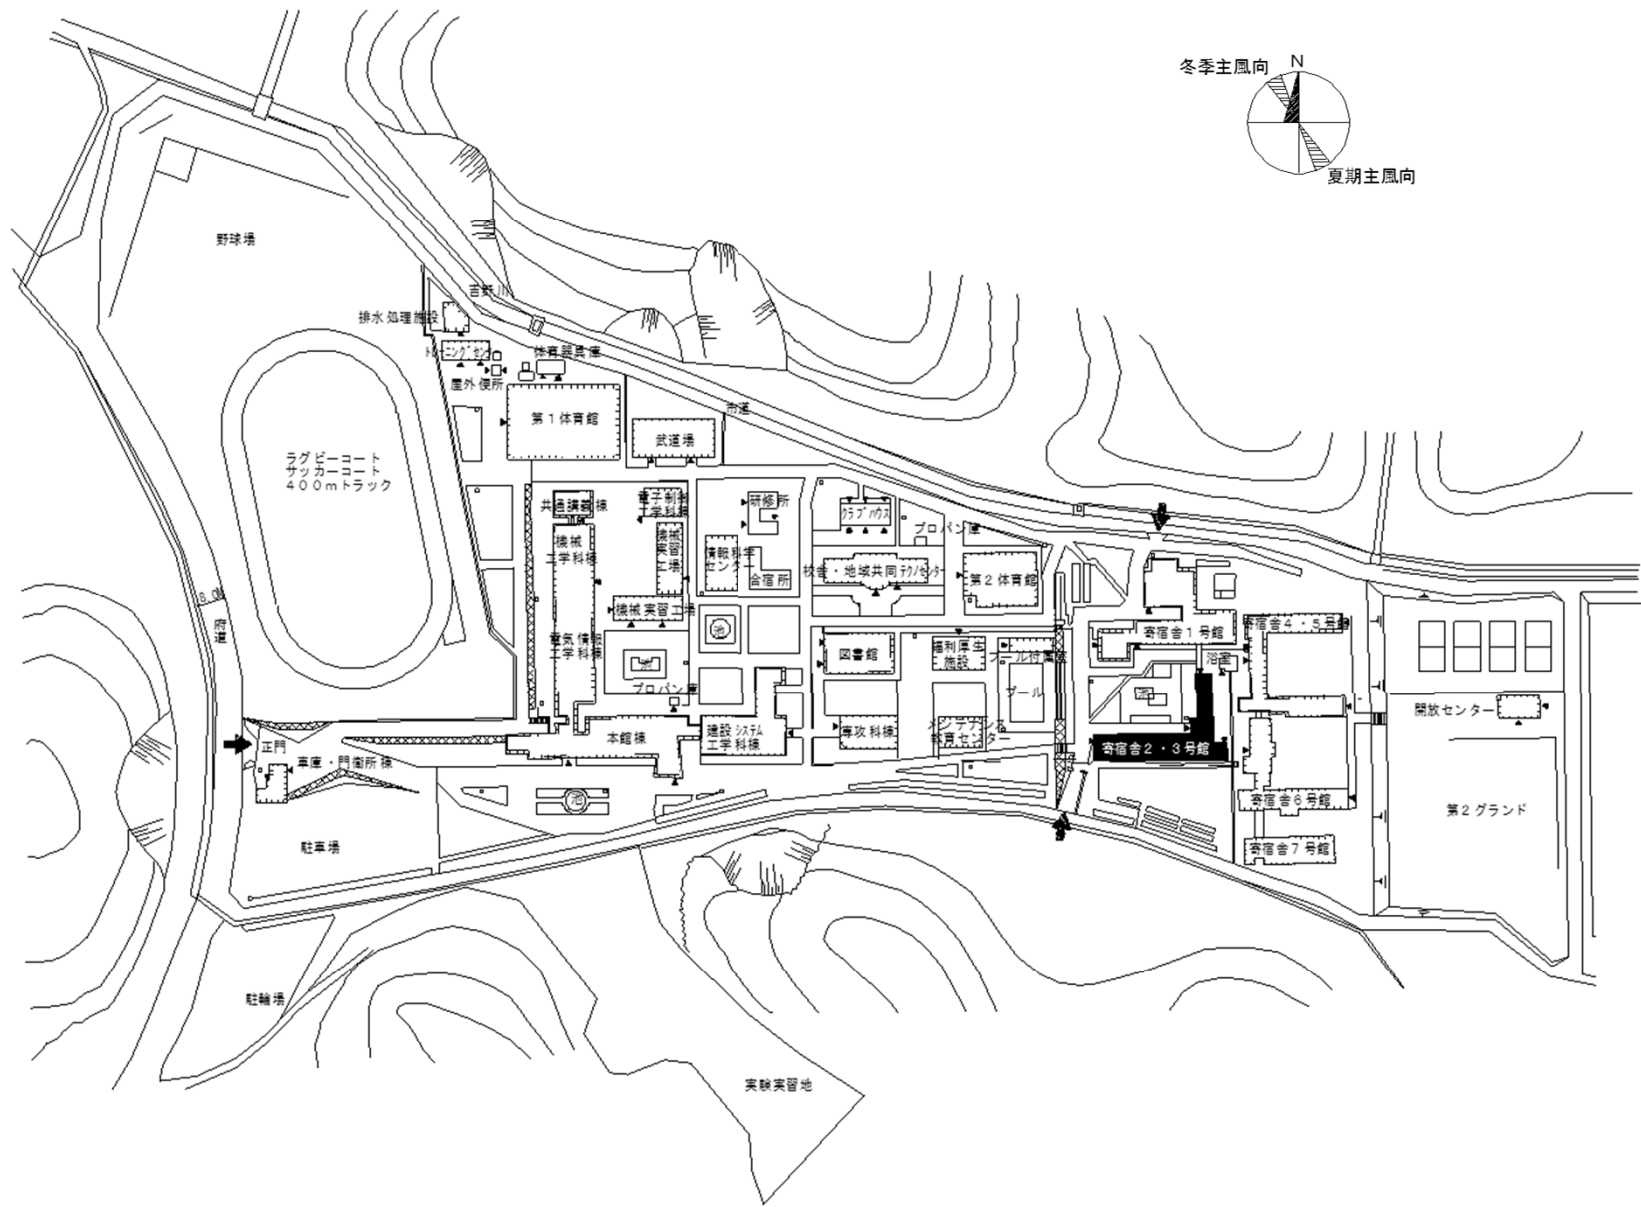 冬季主風向
N
夏期主風向
野球場
吉野川
排水処理施設
体育器具庫
屋外便所
第1体育館
市道
武道場
ラグビーコート
サッカーコート
400mトラック
共通講義棟
電子制御
工学科棟
研修所
クラブハウス
プロパン庫
機械
工学科棟
機械
実習
工場
情報科学
センター
合宿所
校舎・地域共同テクノセンター
第2体育館
機械実習工場
府道
電気情報
工学科棟
池
池
図書館
福利厚生
施設
プール付属室
寄宿舎1号館
寄宿舎4・5号館
浴室
プロパン庫
プール
池
開放センター
正門
本館棟
建設システム
工学科棟
専攻科棟
メンテナンス
教育センター
寄宿舎2・3号館
車庫・門衛所棟
池
寄宿舎6号館
第2グランド
駐車場
寄宿舎7号館
駐輪場
実験実習地